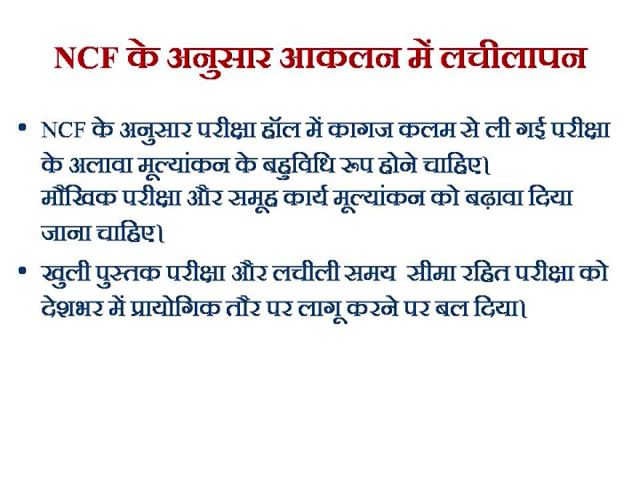 NCF के अनुसार आकलन में लचीलापन
• NCF के अनुसार परीक्षा हॉल में कागज कलम से ली गई परीक्षा
के अलावा मूल्यांकन के बहुविधि रूप होने चाहिए।
मौखिक परीक्षा और समूह कार्य मूल्यांकन को बढ़ावा दिया
जाना चाहिए।
• खुली पुस्तक परीक्षा और लचीली समय सीमा रहित परीक्षा को
देशभर में प्रायोगिक तौर पर लागू करने पर बल दिया।